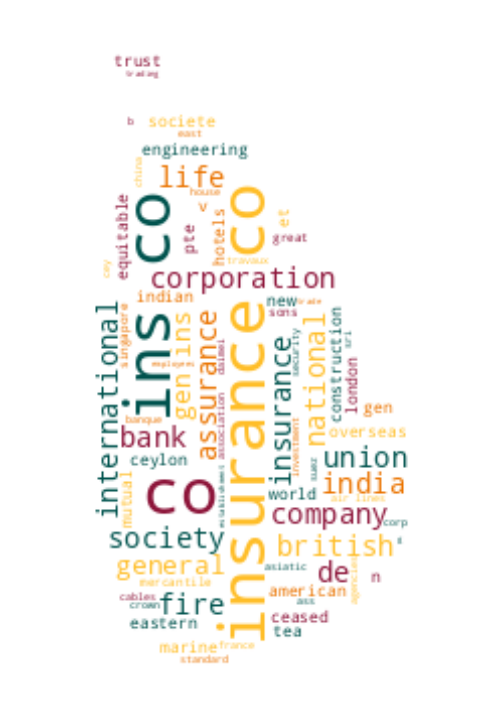 trust
trading
b
societe
east
engineering
china
life
house
equitable
ins co
v
pte
hotels
insurance co
et
great
travaux
cey
corporation
indian
new
trade
sons
international
singapore
gen ins
assurance
daimei
security
national
construction
sri
london
employees
insurance
gen
banque
bank
association
overseas
ceylon
establishment
investment
union
suez
mutual
co
world
india
air lines
company
corp
society
british
g
general
asiatic
de
n
mercantile
agencies
american
cables
crown
fire
ass
eastern
ceased
tea
marine
france
standard